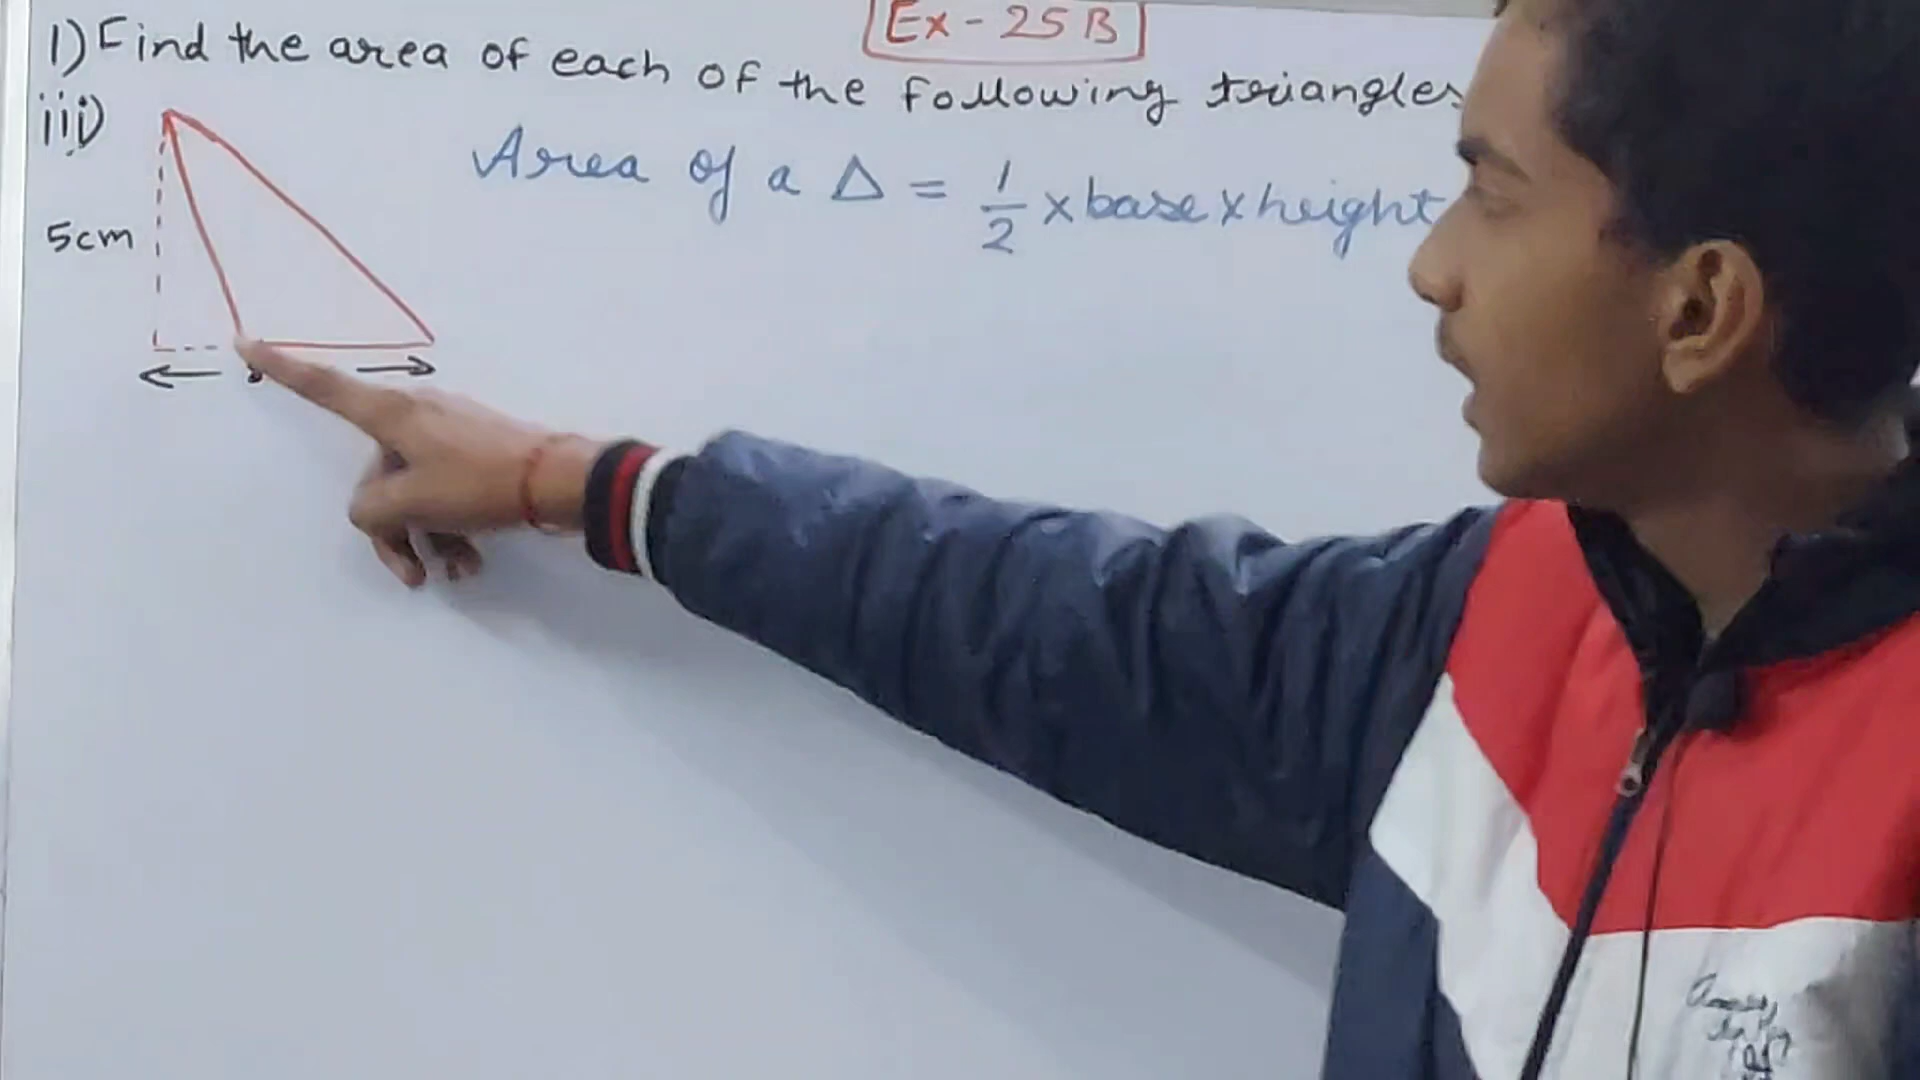 Ex-25B
1) Find the area of each of the following triangles
iii)
Area of a Δ = 1/2 × base × height
5cm